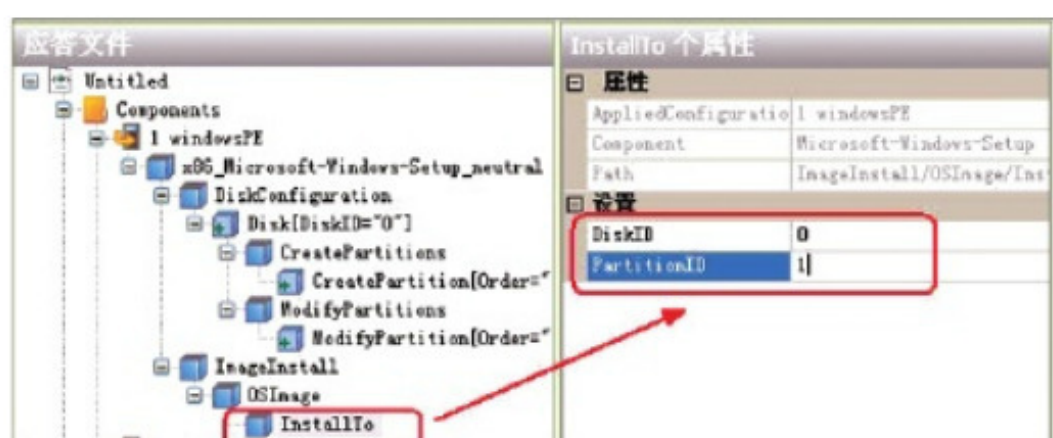 应答文件
Untitled
Components
1 windowsPE
x86_Microsoft-Windows-Setup_neutral
DiskConfiguration
Disk[DiskID="0"]
CreatePartitions
CreatePartition[Order="
ModifyPartitions
ModifyPartition[Order="
ImageInstall
OSImage
InstallTo
InstallTo 个属性
属性
AppliedConfiguratio 1 windowsPE
Component Microsoft-Windows-Setup
Path ImageInstall/OSImage/Ins
设置
DiskID 0
PartitionID 1